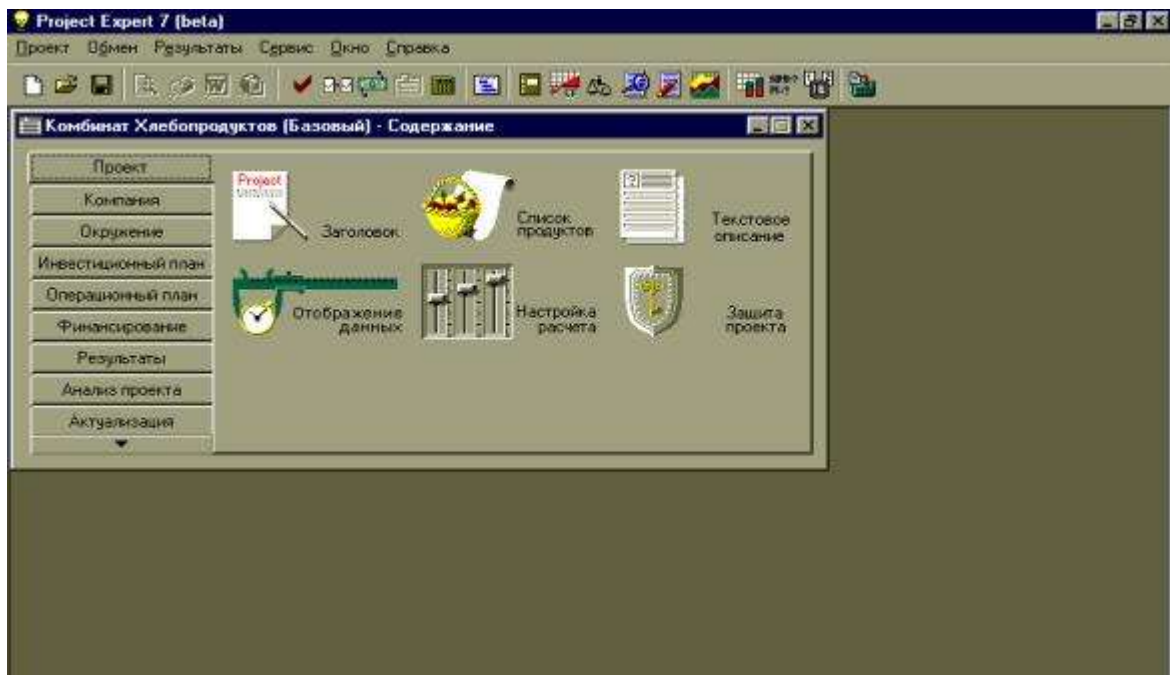 Project Expert 7 (beta)
Проект Обмен Результаты Сервис Окно Справка
Комбинат Хлебопродуктов (Базовый) - Содержание
Проект
Компания
Окружение
Инвестиционный план
Операционный план
Финансирование
Результаты
Анализ проекта
Актуализация
Project
Заголовок
Список
продуктов
Текстовое
описание
Отображение
данных
Настройка
расчета
Защита
проекта